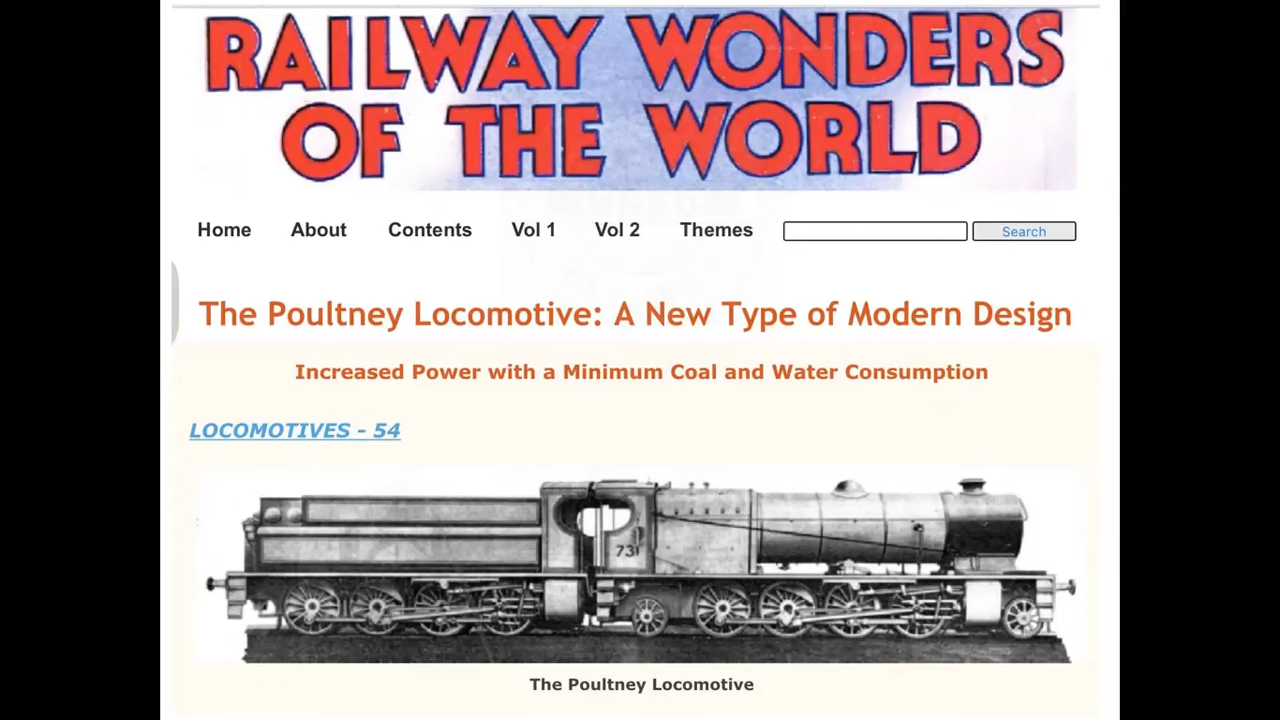 RAILWAY WONDERS
OF THE WORLD
Home About Contents Vol 1 Vol 2 Themes Search
The Poultney Locomotive: A New Type of Modern Design
Increased Power with a Minimum Coal and Water Consumption
LOCOMOTIVES - 54
731
The Poultney Locomotive